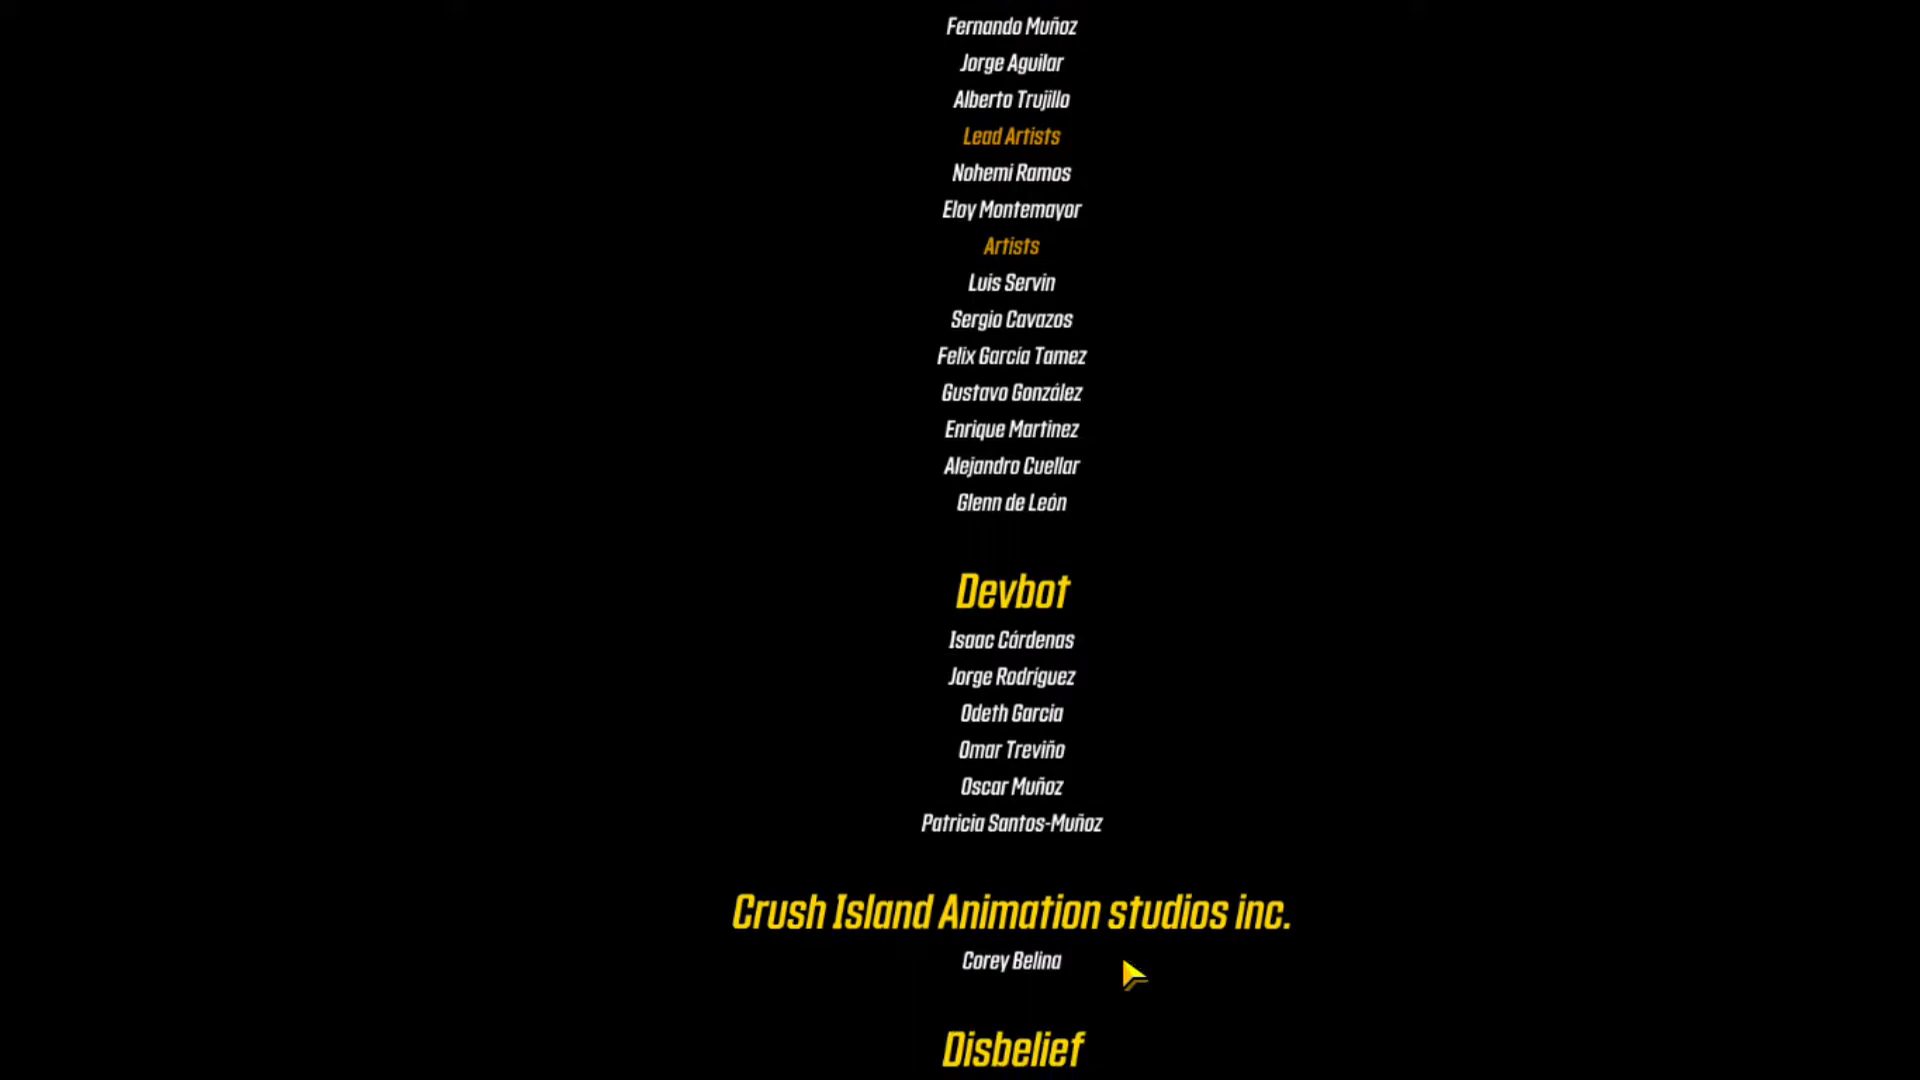 Fernando Muñoz
Jorge Aguilar
Alberto Trujillo
Lead Artists
Nohemi Ramos
Eloy Montemayor
Artists
Luis Servin
Sergio Cavazos
Felix García Tamez
Gustavo González
Enrique Martinez
Alejandro Cuellar
Glenn de León
Devbot
Isaac Cárdenas
Jorge Rodríguez
Odeth Garcia
Omar Treviño
Oscar Muñoz
Patricia Santos-Muñoz
Crush Island Animation studios inc.
Corey Belina
Disbelief